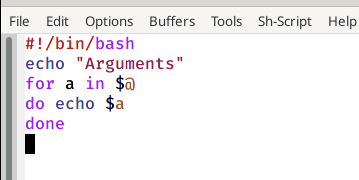 File Edit Options Buffers Tools Sh-Script Help
#!/bin/bash
echo "Arguments"
for a in $@
do echo $a
done